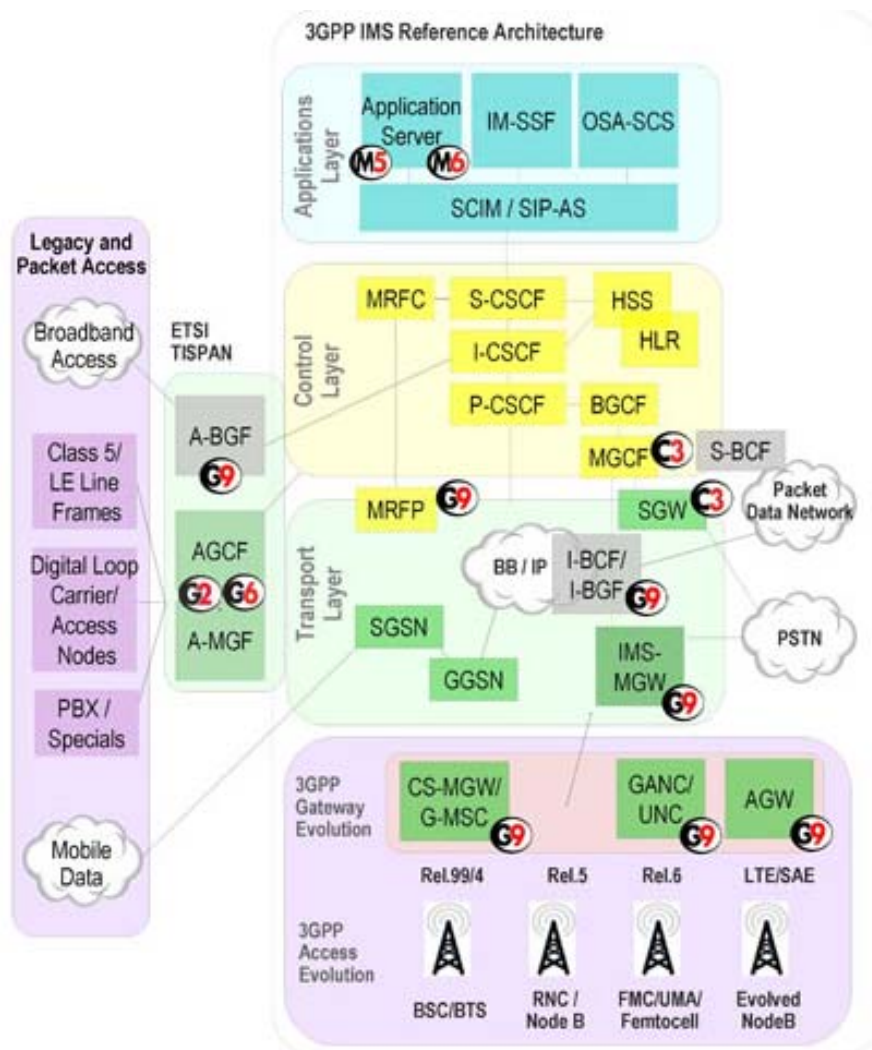 3GPP IMS Reference Architecture
Applications
Layer
Application
Server
M5
M6
IM-SSF
OSA-SCS
SCIM / SIP-AS
Legacy and
Packet Access
Broadband
Access
Class 5/
LE Line
Frames
Digital Loop
Carrier/
Access
Nodes
PBX /
Specials
Mobile
Data
ETSI
TISPAN
A-BGF
G9
AGCF
G2
G6
A-MGF
Control
Layer
MRFC
S-CSCF
HSS
HLR
I-CSCF
P-CSCF
BGCF
MGCF
C3
S-BCF
MRFP
G9
SGW
C3
Packet
Data Network
Transport
Layer
BB / IP
I-BCF/
I-BGF
G9
SGSN
GGSN
IMS-
MGW
G9
PSTN
3GPP
Gateway
Evolution
CS-MGW/
G-MSC
G9
GANC/
UNC
G9
AGW
G9
Rel.99/4
Rel.5
Rel.6
LTE/SAE
3GPP
Access
Evolution
BSC/BTS
RNC /
Node B
FMC/UMA/
Femtocell
Evolved
NodeB